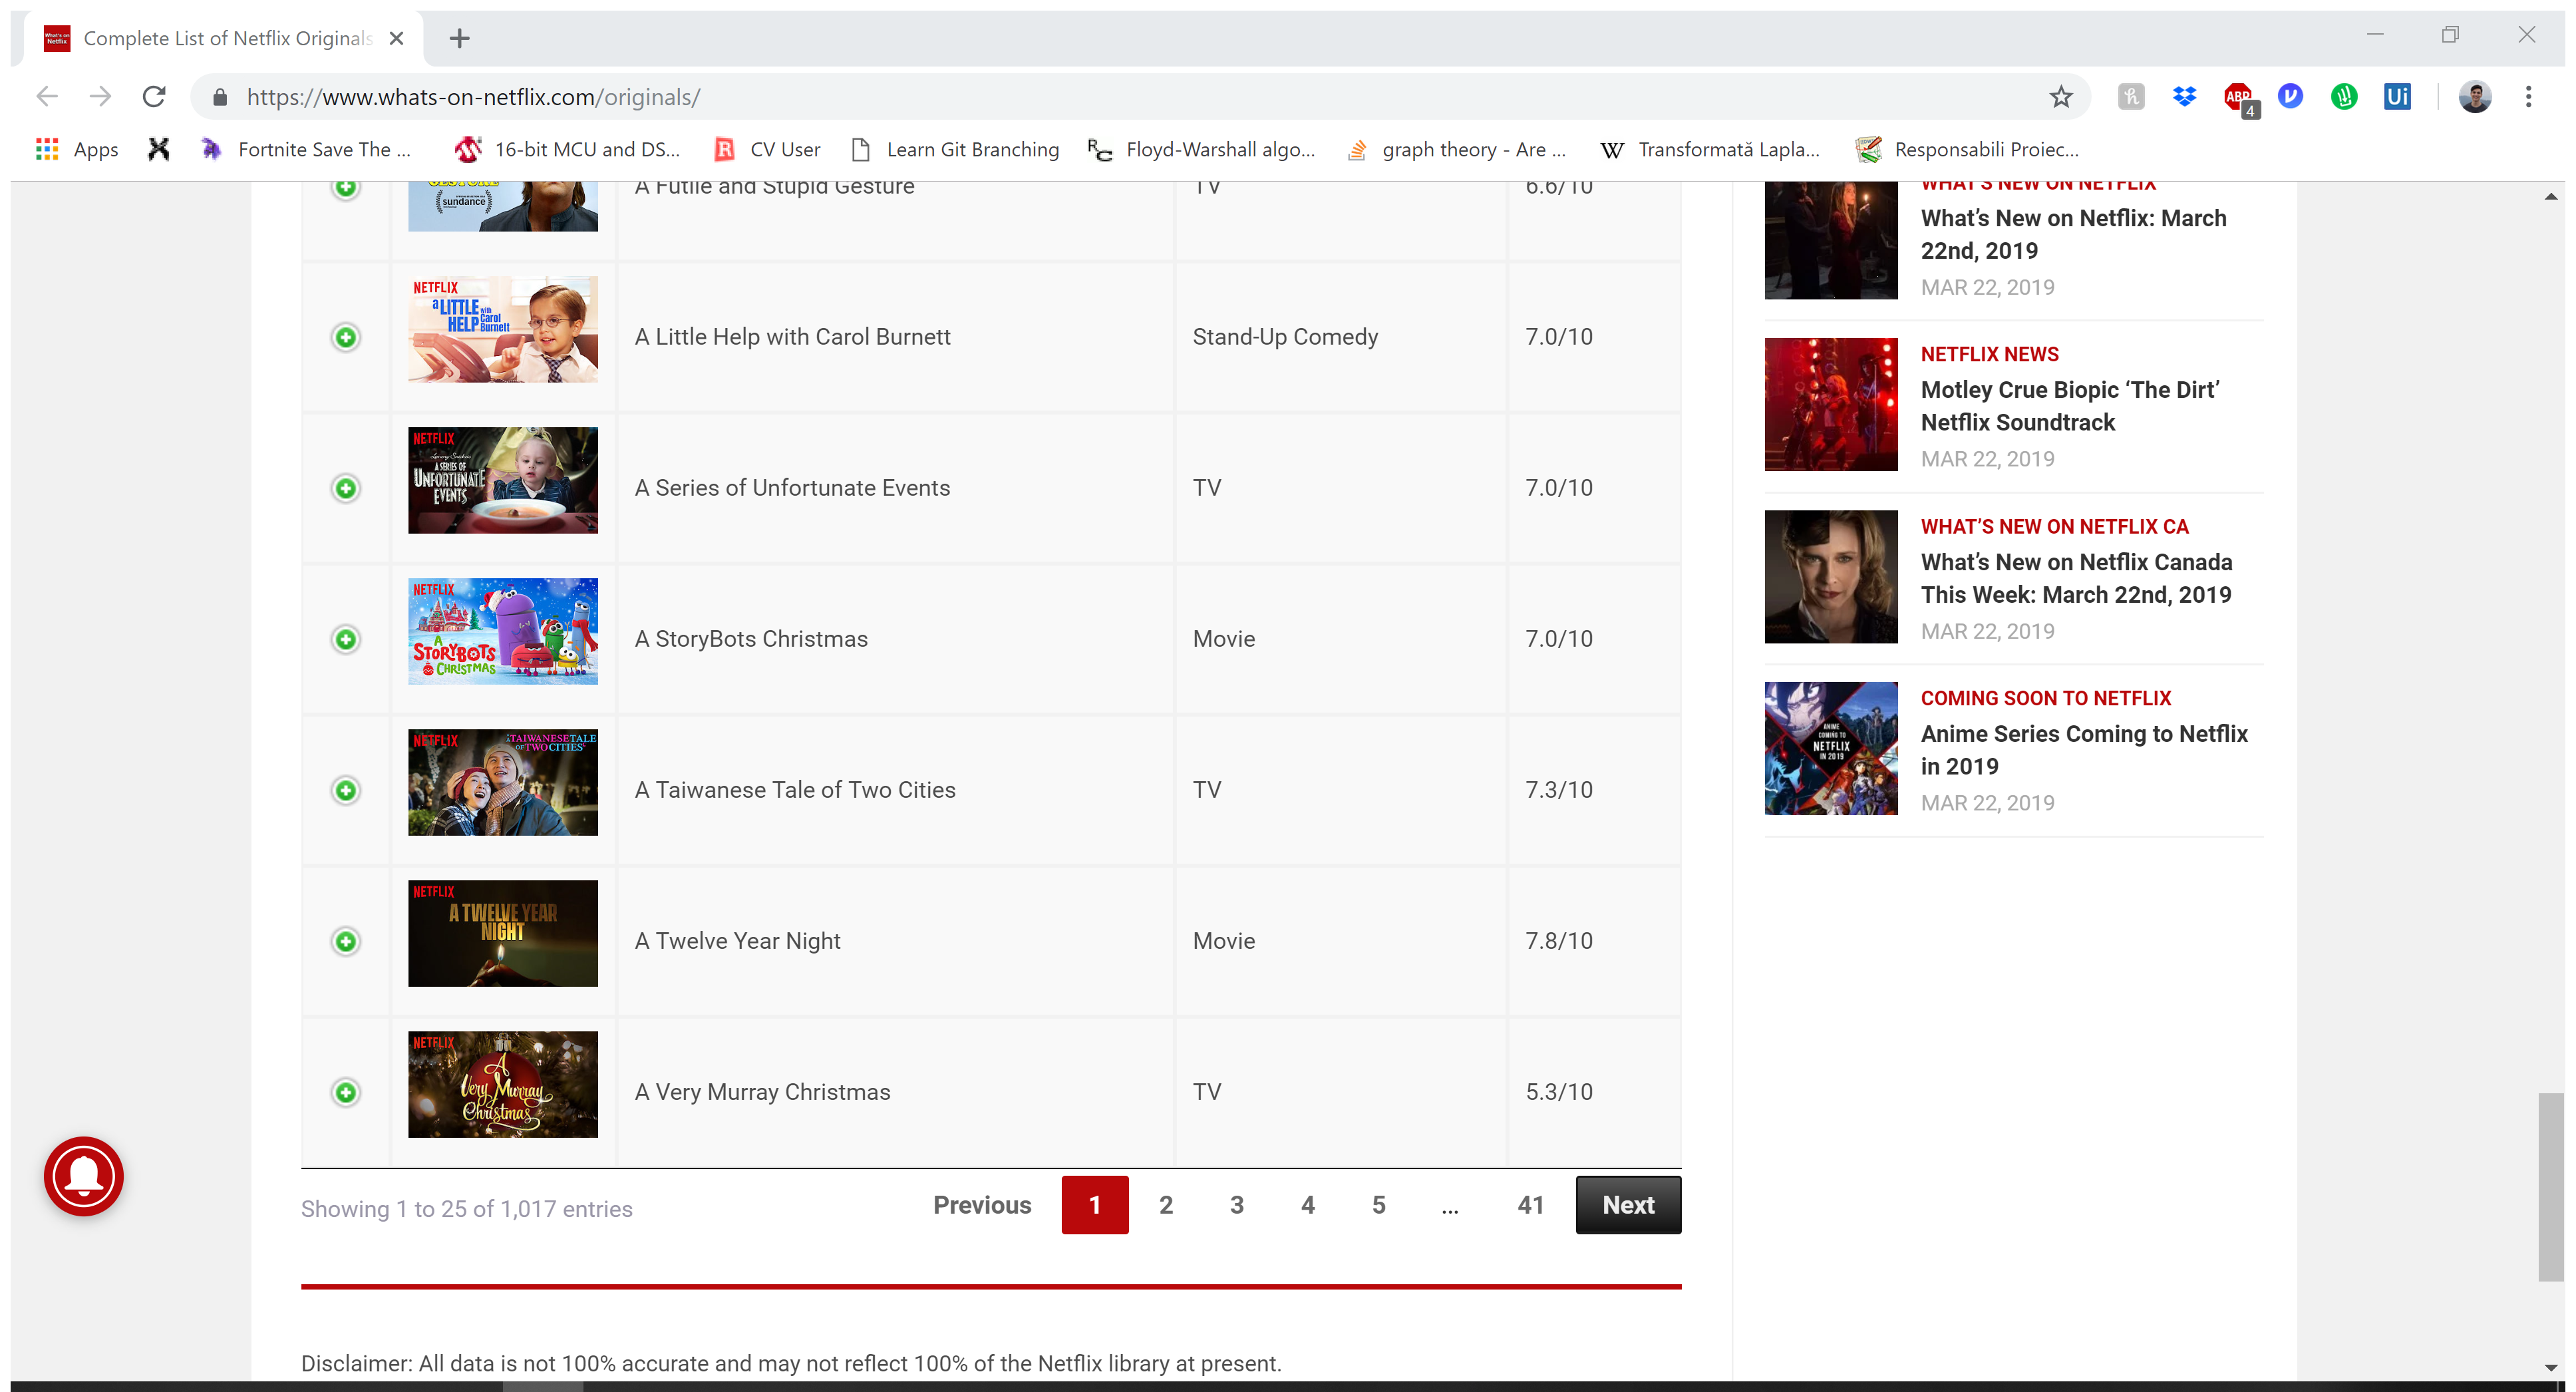 Complete List of Netflix Originals
https://www.whats-on-netflix.com/originals/
4
Apps
Fortnite Save The ...
16-bit MCU and DS...
CV User
Learn Git Branching
Floyd-Warshall algo...
graph theory - Are ...
Transformată Lapla...
Responsabili Proiec...
GESTURE
sundance
A Futile and Stupid Gesture
TV
6.6/10
NETFLIX
a LITTLE HELP with Carol Burnett
A Little Help with Carol Burnett
Stand-Up Comedy
7.0/10
NETFLIX
A SERIES OF
UNFORTUNATE
EVENTS
A Series of Unfortunate Events
TV
7.0/10
NETFLIX
A
STORYBOTS
CHRISTMAS
A StoryBots Christmas
Movie
7.0/10
NETFLIX
A TAIWANESE TALE
OF TWO CITIES
A Taiwanese Tale of Two Cities
TV
7.3/10
NETFLIX
A TWELVE YEAR
NIGHT
A Twelve Year Night
Movie
7.8/10
NETFLIX
A
Very Murray
Christmas
A Very Murray Christmas
TV
5.3/10
Showing 1 to 25 of 1,017 entries
Previous 1 2 3 4 5 ... 41 Next
Disclaimer: All data is not 100% accurate and may not reflect 100% of the Netflix library at present.
WHAT'S NEW ON NETFLIX
What’s New on Netflix: March
22nd, 2019
MAR 22, 2019
NETFLIX NEWS
Motley Crue Biopic ‘The Dirt’
Netflix Soundtrack
MAR 22, 2019
WHAT’S NEW ON NETFLIX CA
What’s New on Netflix Canada
This Week: March 22nd, 2019
MAR 22, 2019
ANIME
COMING TO
NETFLIX
IN 2019
COMING SOON TO NETFLIX
Anime Series Coming to Netflix
in 2019
MAR 22, 2019